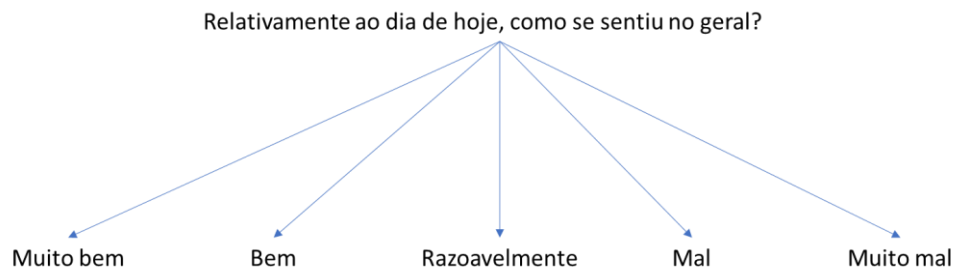 Relativamente ao dia de hoje, como se sentiu no geral?
Muito bem
Bem
Razoavelmente
Mal
Muito mal